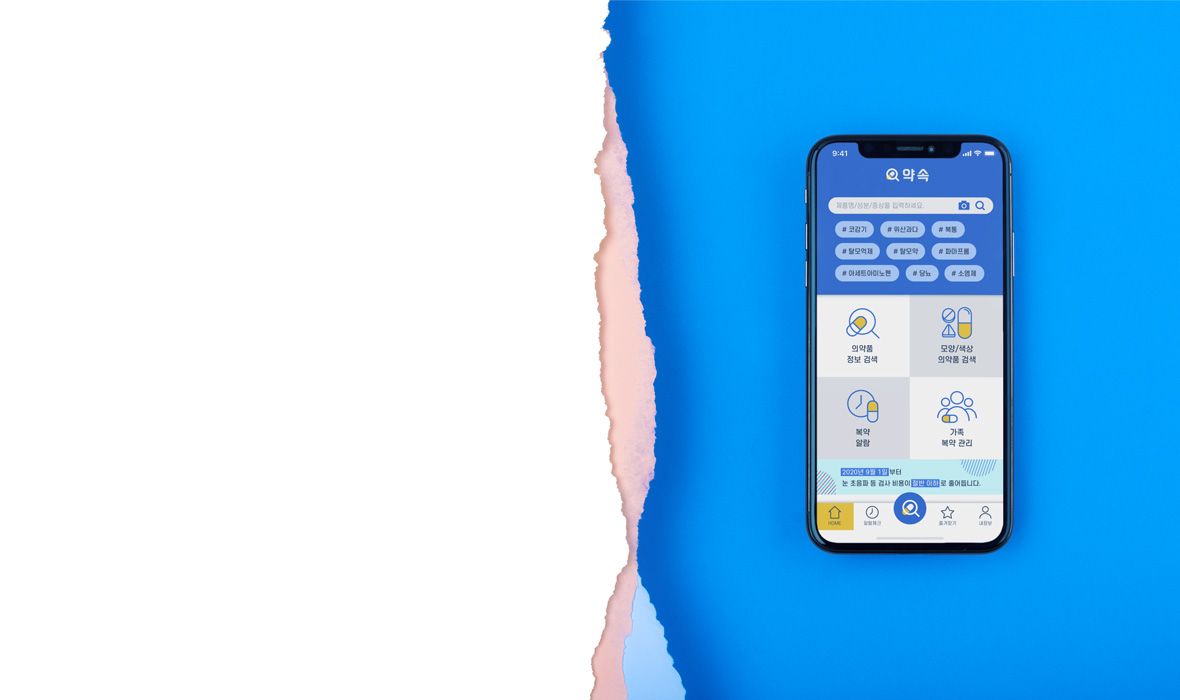 9:41
약속
제품명/성분/증상을 입력하세요.
# 코감기 # 위산과다 # 복통
# 탈모억제 # 탈모약 # 파마프롬
# 아세트아미노펜 # 당뇨 # 소염제
의약품
정보 검색
모양/색상
의약품 검색
복약
알람
가족
복약 관리
2020년 9월 1일부터
눈 초음파 등 검사 비용이 절반 이하로 줄어듭니다.
HOME
즐겨찾기
내정보